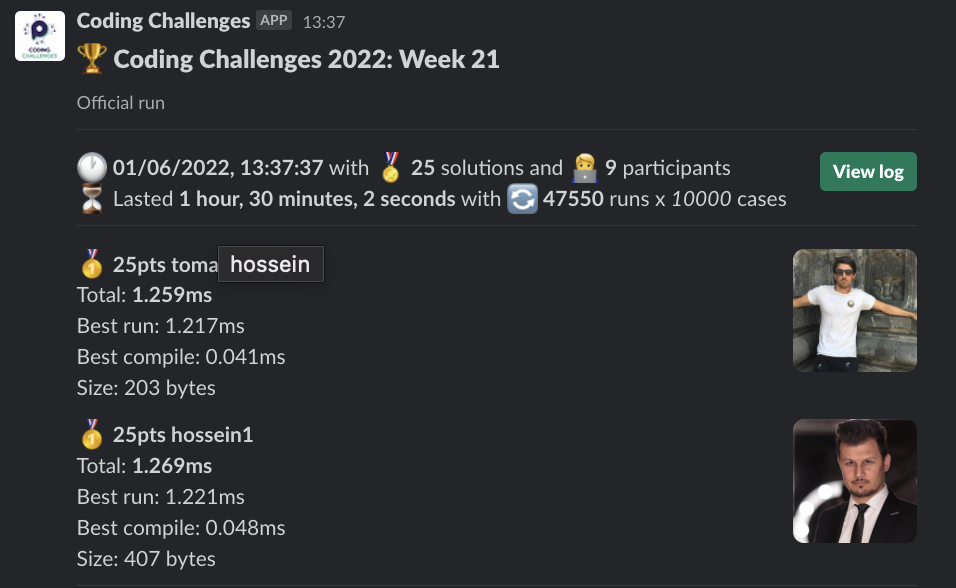 Coding Challenges APP 13:37
CODING
CHALLENGES
Coding Challenges 2022: Week 21
Official run
01/06/2022, 13:37:37 with 25 solutions and 9 participants
View log
Lasted 1 hour, 30 minutes, 2 seconds with 47550 runs x 10000 cases
1 25pts toma
hossein
Total: 1.259ms
Best run: 1.217ms
Best compile: 0.041ms
Size: 203 bytes
1 25pts hossein1
Total: 1.269ms
Best run: 1.221ms
Best compile: 0.048ms
Size: 407 bytes